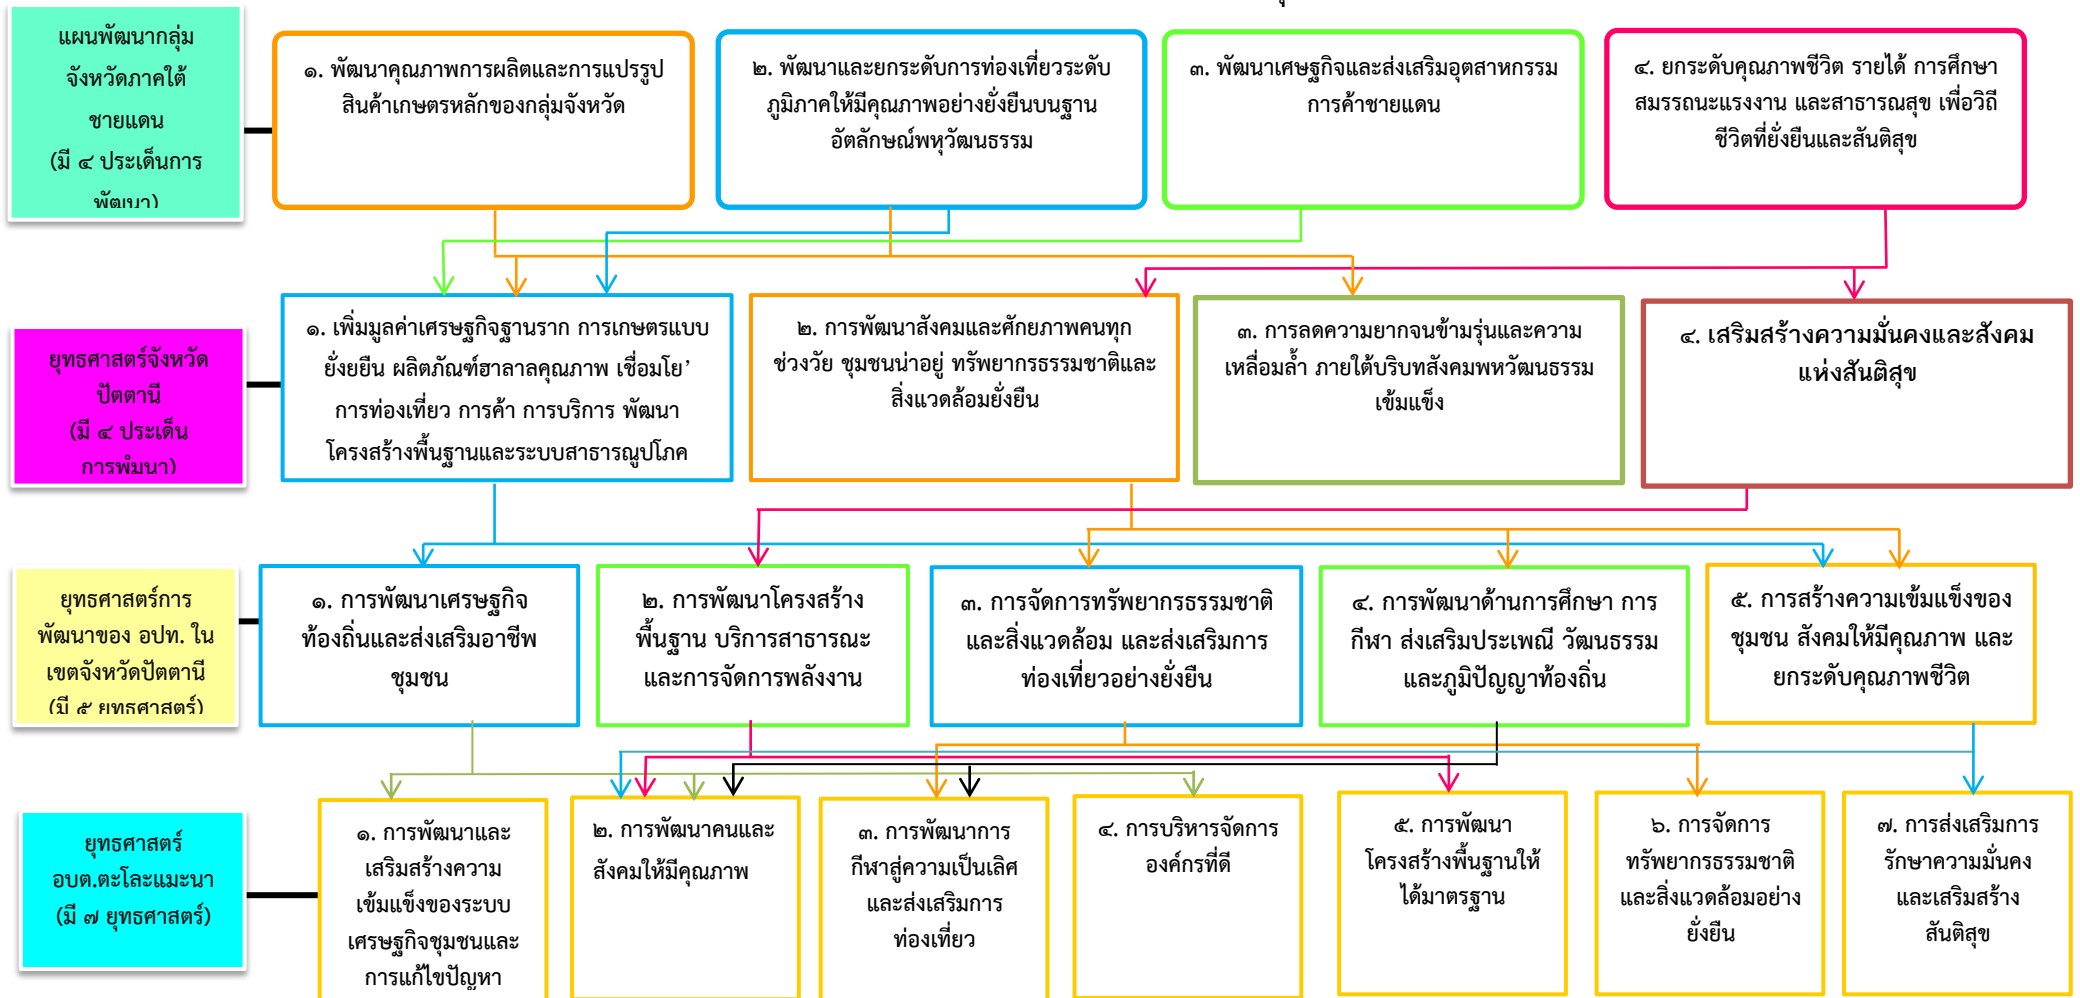 แผนพัฒนากลุ่ม
จังหวัดภาคใต้
ชายแดน
(มี ๔ ประเด็นการ
พัฒนา)
๑. พัฒนาคุณภาพการผลิตและการแปรรูป
สินค้าเกษตรหลักของกลุ่มจังหวัด
๒. พัฒนาและยกระดับการท่องเที่ยวระดับ
ภูมิภาคให้มีคุณภาพอย่างยั่งยืนบนฐาน
อัตลักษณ์พหุวัฒนธรรม
๓. พัฒนาเศรษฐกิจและส่งเสริมอุตสาหกรรม
การค้าชายแดน
๔. ยกระดับคุณภาพชีวิต รายได้ การศึกษา
สมรรถนะแรงงาน และสาธารณสุข เพื่อวิถี
ชีวิตที่ยั่งยืนและสันติสุข
ยุทธศาสตร์จังหวัด
ปัตตานี
(มี ๔ ประเด็น
การพํมนา)
๑. เพิ่มมูลค่าเศรษฐกิจฐานราก การเกษตรแบบ
ยั่งยยืน ผลิตภัณฑ์ฮาลาลคุณภาพ เชื่อมโย’
การท่องเที่ยว การค้า การบริการ พัฒนา
โครงสร้างพื้นฐานและระบบสาธารณูปโภค
๒. การพัฒนาสังคมและศักยภาพคนทุก
ช่วงวัย ชุมชนน่าอยู่ ทรัพยากรธรรมชาติและ
สิ่งแวดล้อมยั่งยืน
๓. การลดความยากจนข้ามรุ่นและความ
เหลื่อมล้ำ ภายใต้บริบทสังคมพหวัฒนธรรม
เข้มแข็ง
๔. เสริมสร้างความมั่นคงและสังคม
แห่งสันติสุข
ยุทธศาสตร์การ
พัฒนาของ อปท. ใน
เขตจังหวัดปัตตานี
(มี ๕ ยุทธศาสตร์)
๑. การพัฒนาเศรษฐกิจ
ท้องถิ่นและส่งเสริมอาชีพ
ชุมชน
๒. การพัฒนาโครงสร้าง
พื้นฐาน บริการสาธารณะ
และการจัดการพลังงาน
๓. การจัดการทรัพยากรธรรมชาติ
และสิ่งแวดล้อม และส่งเสริมการ
ท่องเที่ยวอย่างยั่งยืน
๔. การพัฒนาด้านการศึกษา การ
กีฬา ส่งเสริมประเพณี วัฒนธรรม
และภูมิปัญญาท้องถิ่น
๕. การสร้างความเข้มแข็งของ
ชุมชน สังคมให้มีคุณภาพ และ
ยกระดับคุณภาพชีวิต
ยุทธศาสตร์
อบต.ตะโละแมะนา
(มี ๗ ยุทธศาสตร์)
๑. การพัฒนาและ
เสริมสร้างความ
เข้มแข็งของระบบ
เศรษฐกิจชุมชนและ
การแก้ไขปัญหา
๒. การพัฒนาคนและ
สังคมให้มีคุณภาพ
๓. การพัฒนาการ
กีฬาสู่ความเป็นเลิศ
และส่งเสริมการ
ท่องเที่ยว
๔. การบริหารจัดการ
องค์กรที่ดี
๕. การพัฒนา
โครงสร้างพื้นฐานให้
ได้มาตรฐาน
๖. การจัดการ
ทรัพยากรธรรมชาติ
และสิ่งแวดล้อมอย่าง
ยั่งยืน
๗. การส่งเสริมการ
รักษาความมั่นคง
และเสริมสร้าง
สันติสุข